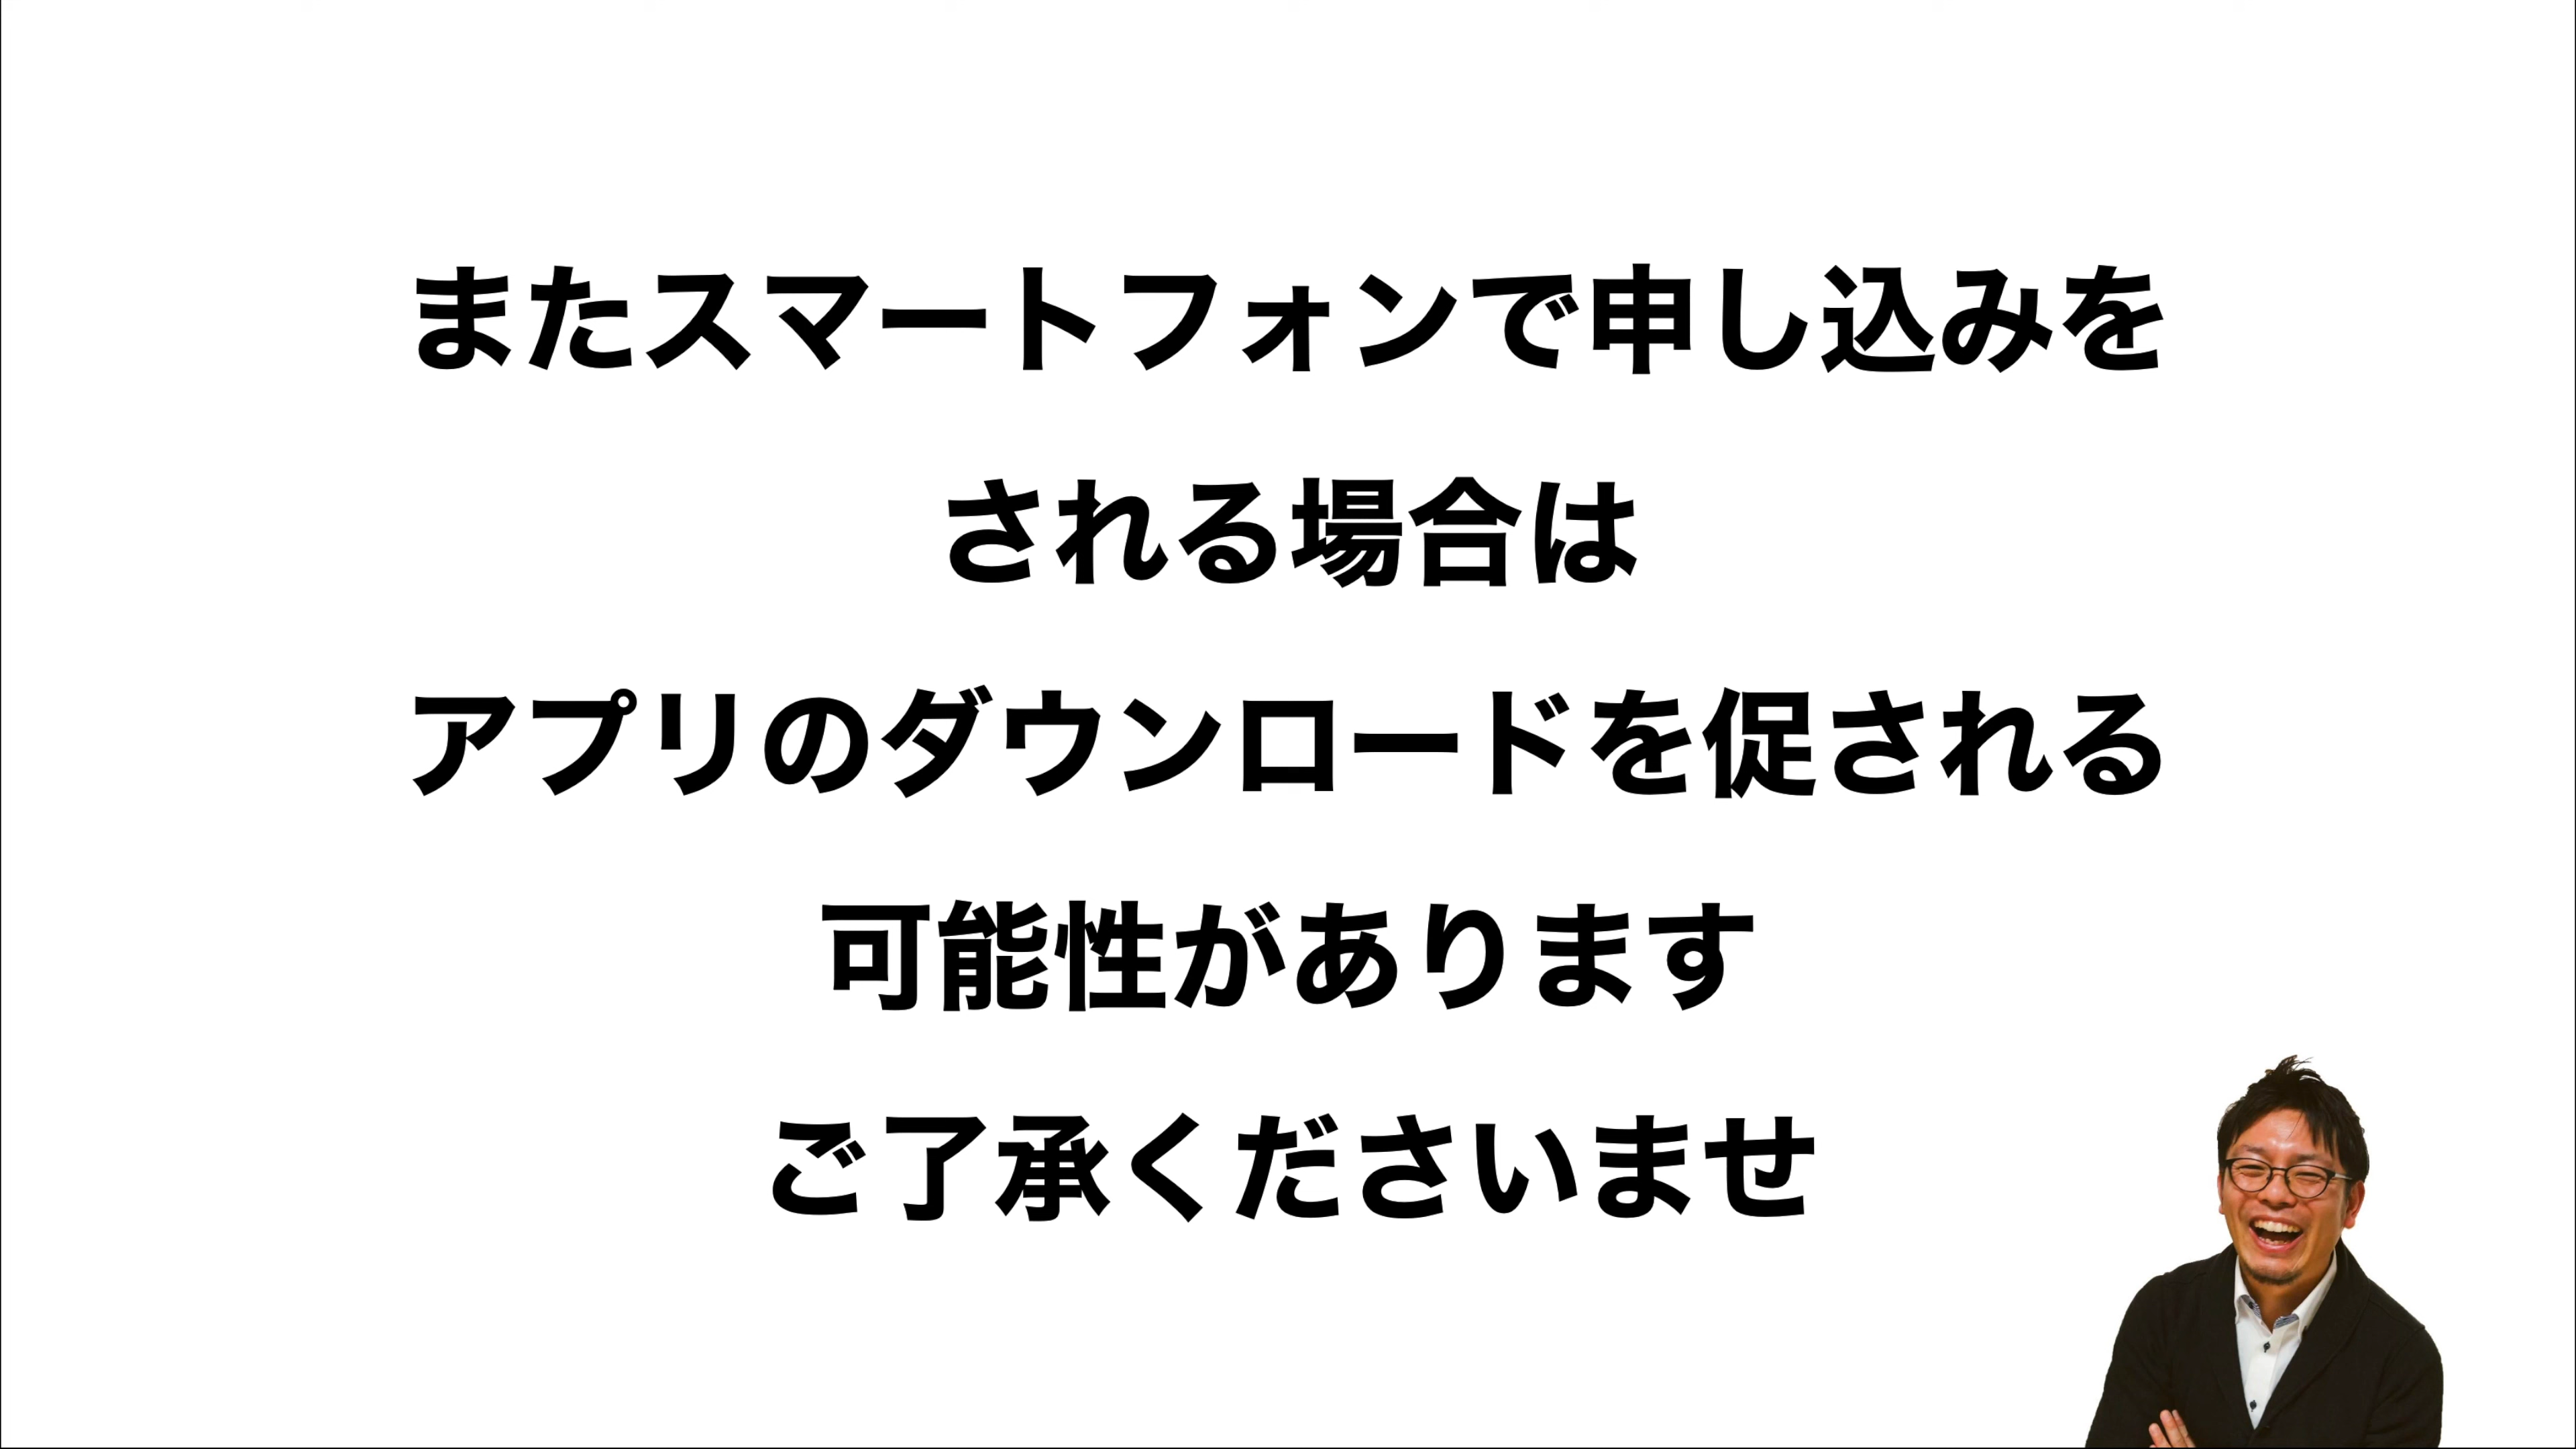 またスマートフォンで申し込みを
される場合は
アプリのダウンロードを促される
可能性があります
ご了承くださいませ